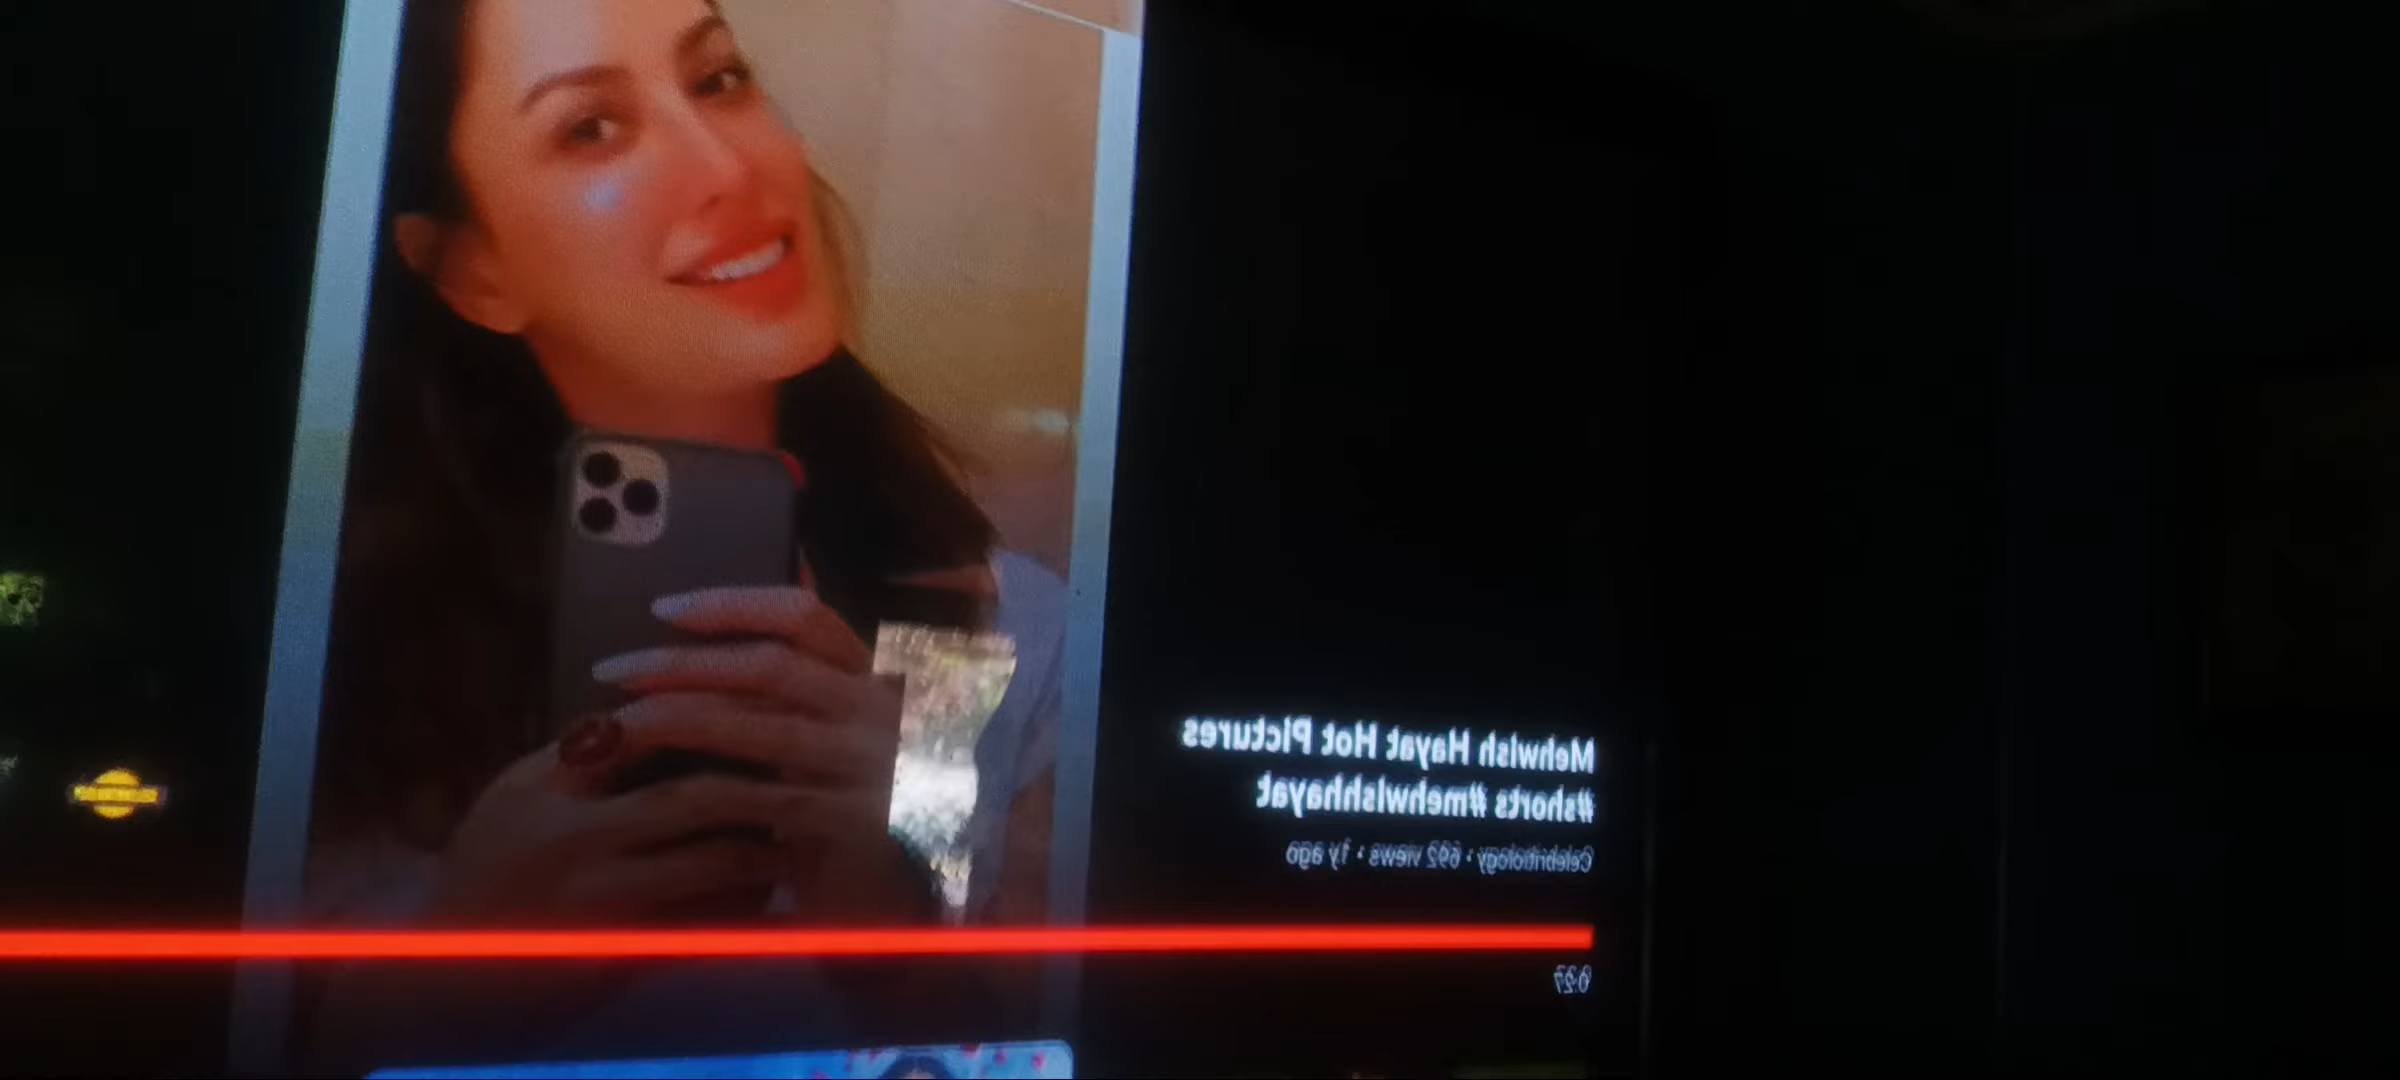 Mehwish Hayat Hot Pictures
#shorts #mehwishhayat
Celebritology • 692 views • 1y ago
0:27